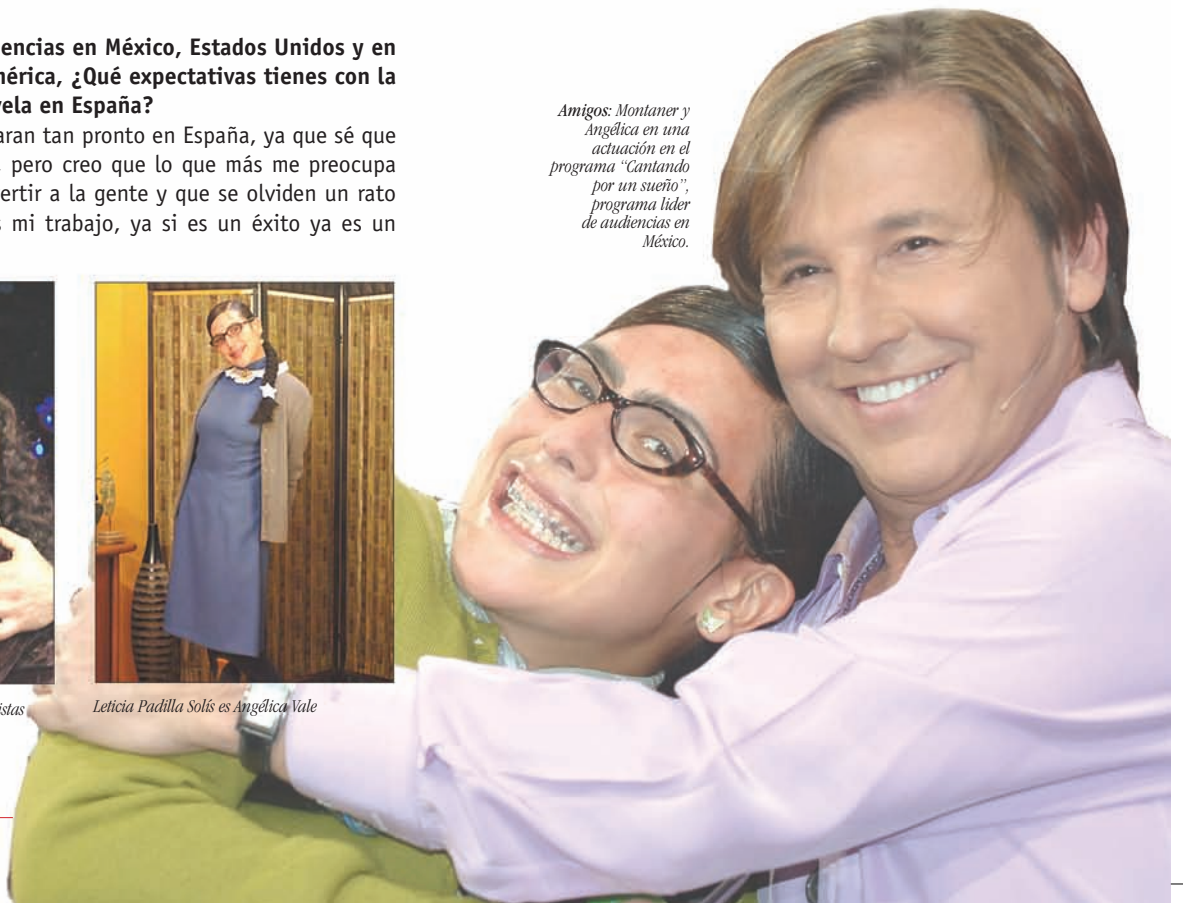 encias en México, Estados Unidos y en
mérica, ¿Qué expectativas tienes con la
vela en España?
aran tan pronto en España, ya que sé que
pero creo que lo que más me preocupa
ertir a la gente y que se olviden un rato
s mi trabajo, ya si es un éxito ya es un
Amigos: Montaner y
Angélica en una
actuación en el
programa “Cantando
por un sueño”,
programa lider
de audiencias en
México.
istas
Leticia Padilla Solís es Angélica Vale